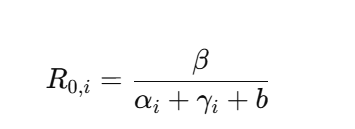 R_{0,i} = \frac{\beta}{\alpha_i + \gamma_i + b}